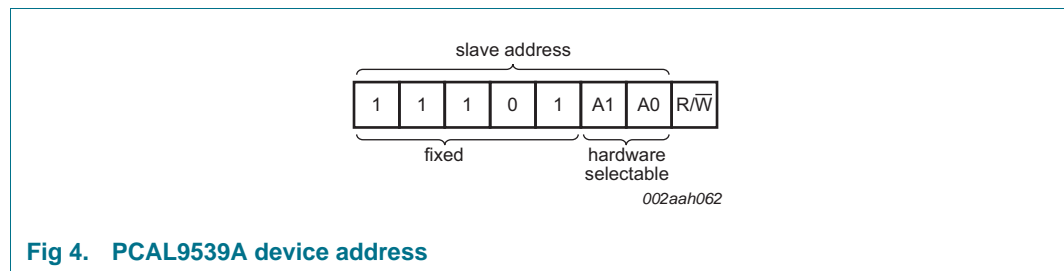 slave address
1 1 1 0 1 A1 A0 R/W̅
fixed
hardware
selectable
002aah062
Fig 4. PCAL9539A device address